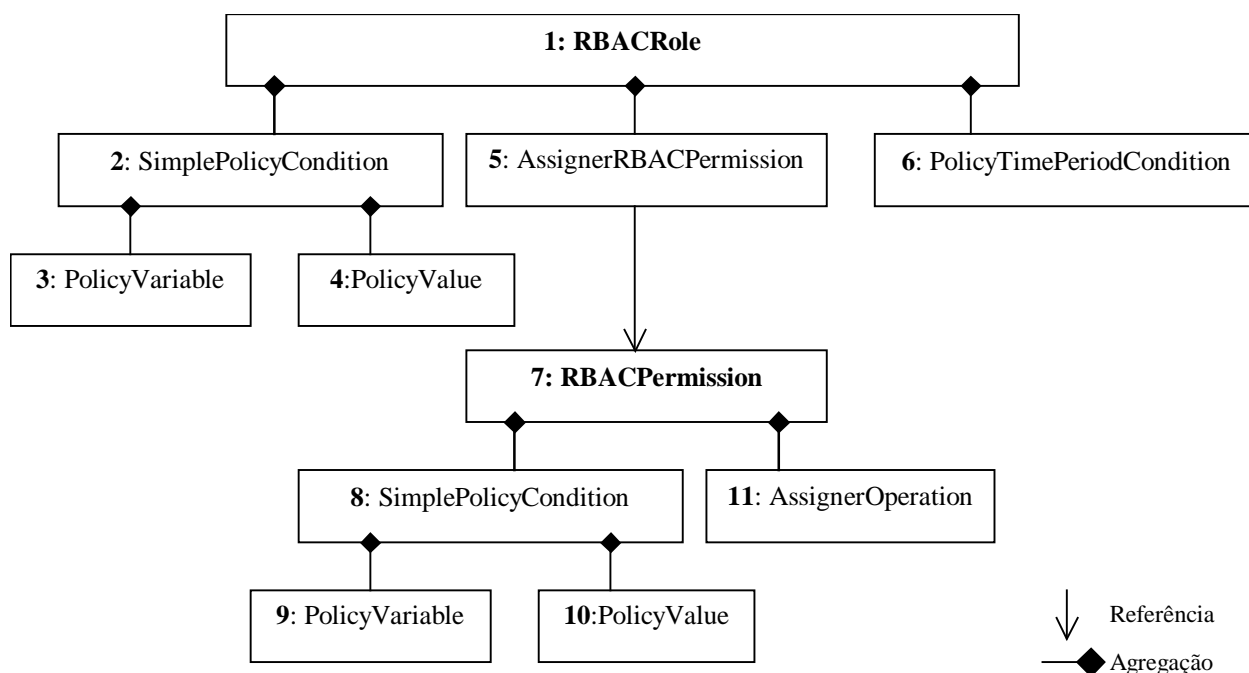 1: RBACRole
2: SimplePolicyCondition
5: AssignerRBACPermission
6: PolicyTimePeriodCondition
3: PolicyVariable
4:PolicyValue
7: RBACPermission
8: SimplePolicyCondition
11: AssignerOperation
9: PolicyVariable
10:PolicyValue
Referência
Agregação